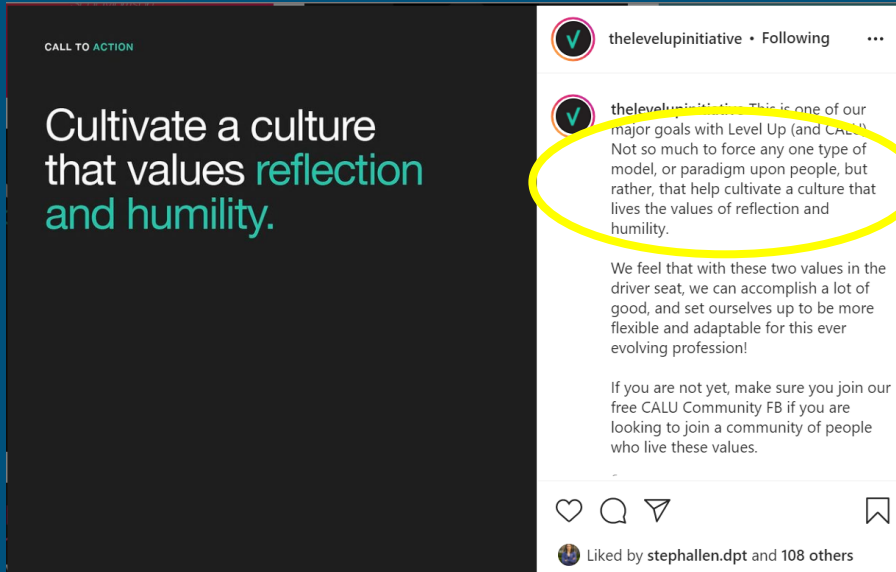 CALL TO ACTION
Cultivate a culture
that values reflection
and humility.
thelevelupinitiative • Following
...
thelevelupinitiative This is one of our
major goals with Level Up (and CALU)
Not so much to force any one type of
model, or paradigm upon people, but
rather, that help cultivate a culture that
lives the values of reflection and
humility.
We feel that with these two values in the
driver seat, we can accomplish a lot of
good, and set ourselves up to be more
flexible and adaptable for this ever
evolving profession!
If you are not yet, make sure you join our
free CALU Community FB if you are
looking to join a community of people
who live these values.
Liked by stephallen.dpt and 108 others